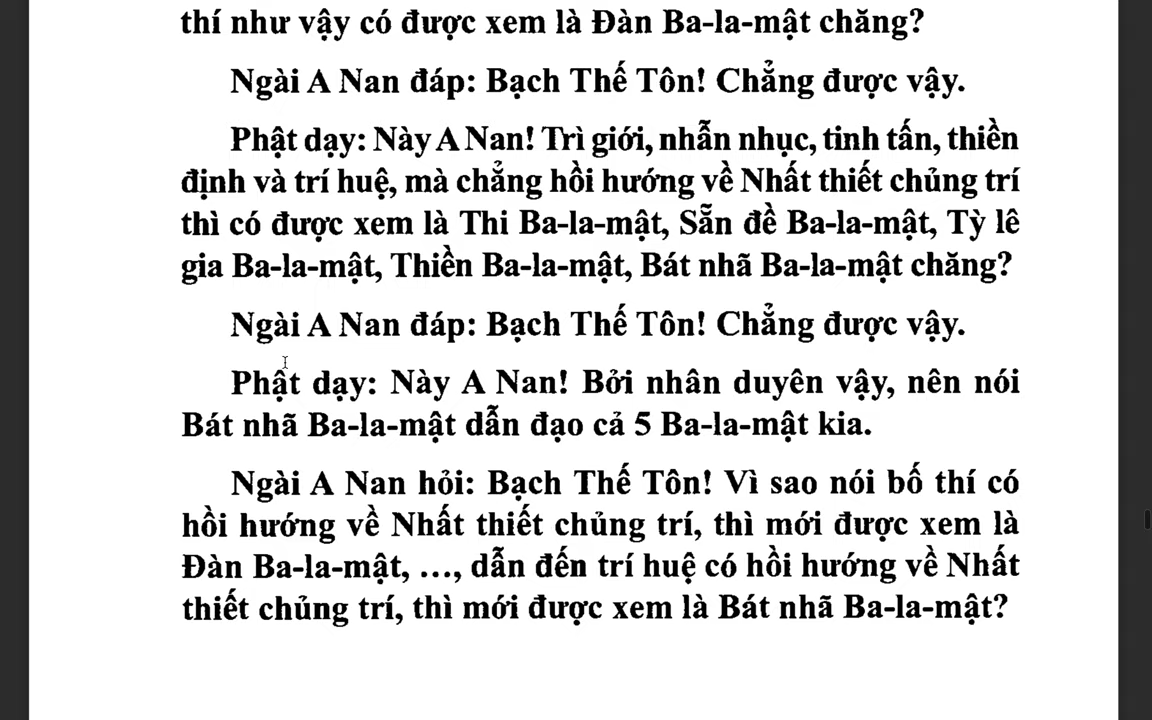 thí như vậy có được xem là Đàn Ba-la-mật chăng?
Ngài A Nan đáp: Bạch Thế Tôn! Chẳng được vậy.
Phật dạy: Này A Nan! Trì giới, nhẫn nhục, tinh tấn, thiền
định và trí huệ, mà chẳng hồi hướng về Nhất thiết chủng trí
thì có được xem là Thi Ba-la-mật, Sẵn đề Ba-la-mật, Tỳ lê
gia Ba-la-mật, Thiền Ba-la-mật, Bát nhã Ba-la-mật chăng?
Ngài A Nan đáp: Bạch Thế Tôn! Chẳng được vậy.
Phật dạy: Này A Nan! Bởi nhân duyên vậy, nên nói
Bát nhã Ba-la-mật dẫn đạo cả 5 Ba-la-mật kia.
Ngài A Nan hỏi: Bạch Thế Tôn! Vì sao nói bố thí có
hồi hướng về Nhất thiết chủng trí, thì mới được xem là
Đàn Ba-la-mật, ..., dẫn đến trí huệ có hồi hướng về Nhất
thiết chủng trí, thì mới được xem là Bát nhã Ba-la-mật?